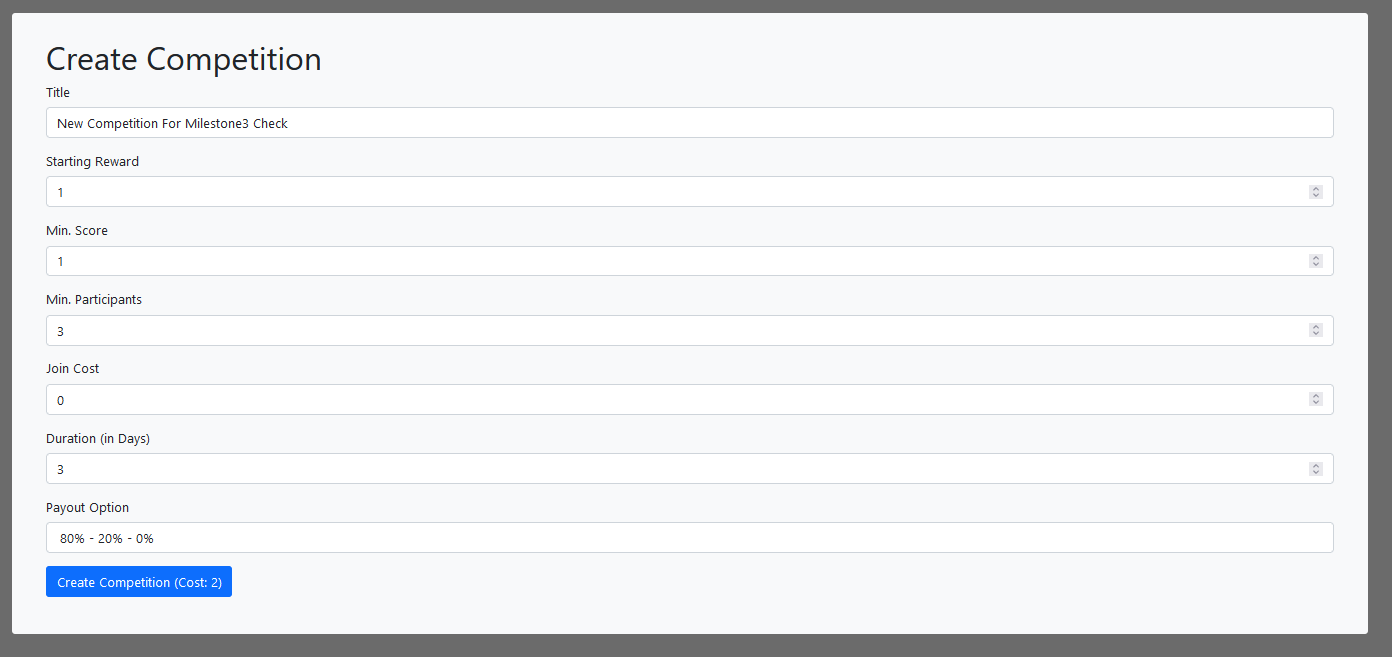 Create Competition
Title
New Competition For Milestone3 Check
Starting Reward
1
Min. Score
1
Min. Participants
3
Join Cost
0
Duration (in Days)
3
Payout Option
80% - 20% - 0%
Create Competition (Cost: 2)